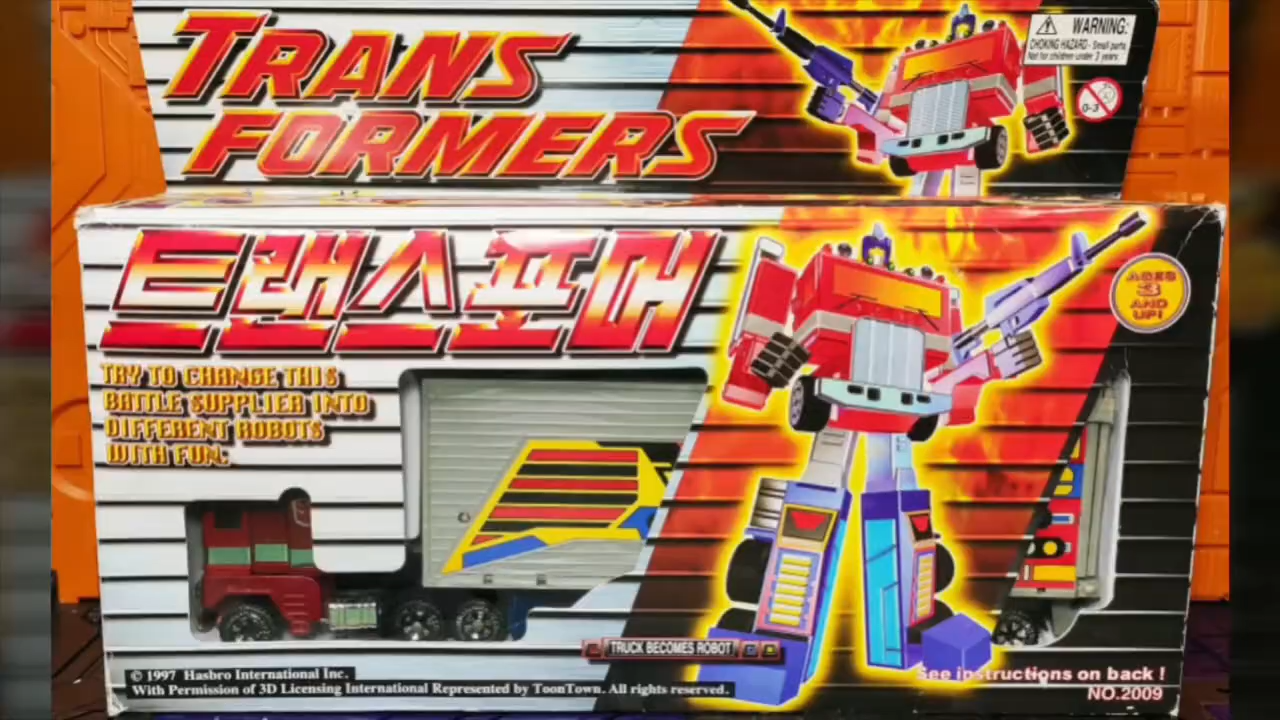 TRANS
FORMERS
WARNING:
CHOKING HAZARD - Small parts
Not for children under 3 years.
0-3
트랜스포머
AGES
3
AND
UP!
TRY TO CHANGE THIS
BATTLE SUPPLIER INTO
DIFFERENT ROBOTS
WITH FUN.
TRUCK BECOMES ROBOT
© 1997 Hasbro International Inc.
With Permission of 3D Licensing International Represented by ToonTown. All rights reserved.
See instructions on back !
NO.2009